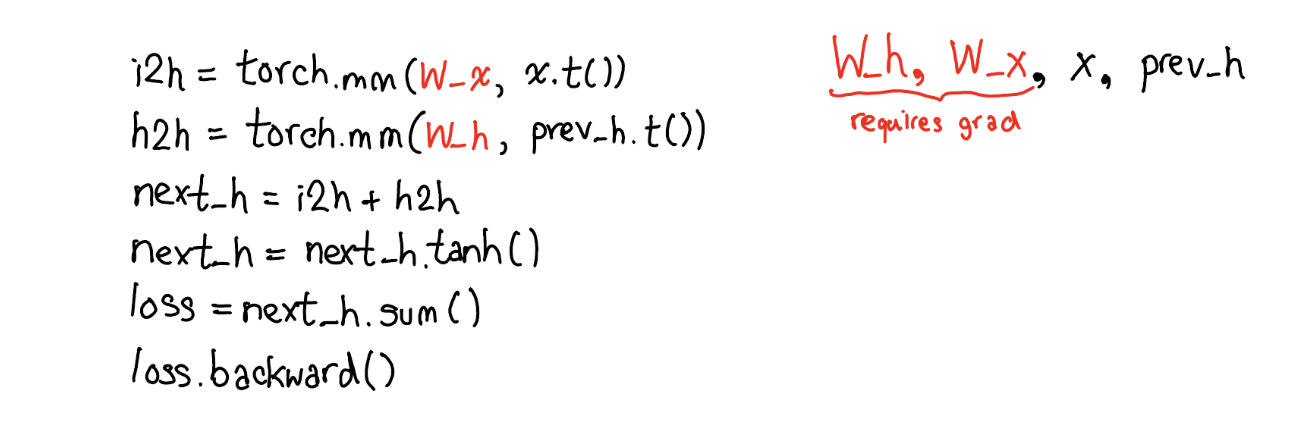 i2h = torch.mm(W_x, x.t())
h2h = torch.mm(W_h, prev_h.t())
next_h = i2h + h2h
next_h = next_h.tanh()
loss = next_h.sum()
loss.backward()
W_h, W_x, x, prev_h
requires grad